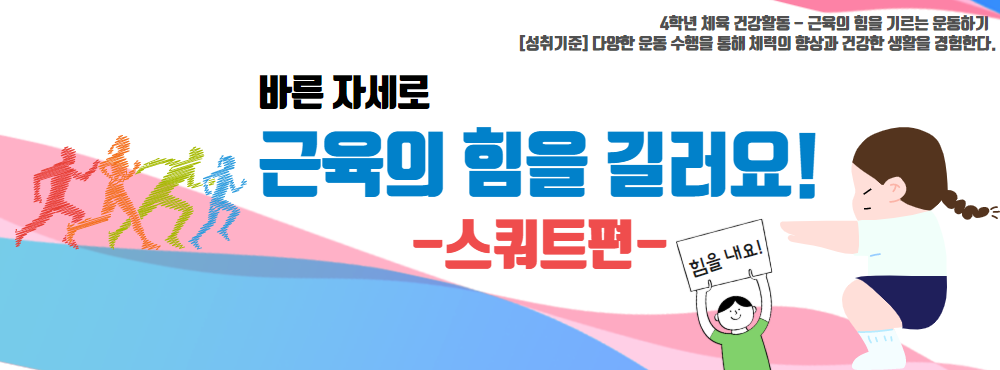 4학년 체육 건강활동 - 근육의 힘을 기르는 운동하기
[성취기준] 다양한 운동 수행을 통해 체력의 향상과 건강한 생활을 경험한다.
바른 자세로
근육의 힘을 길러요!
-스쿼트편-
힘을 내요!